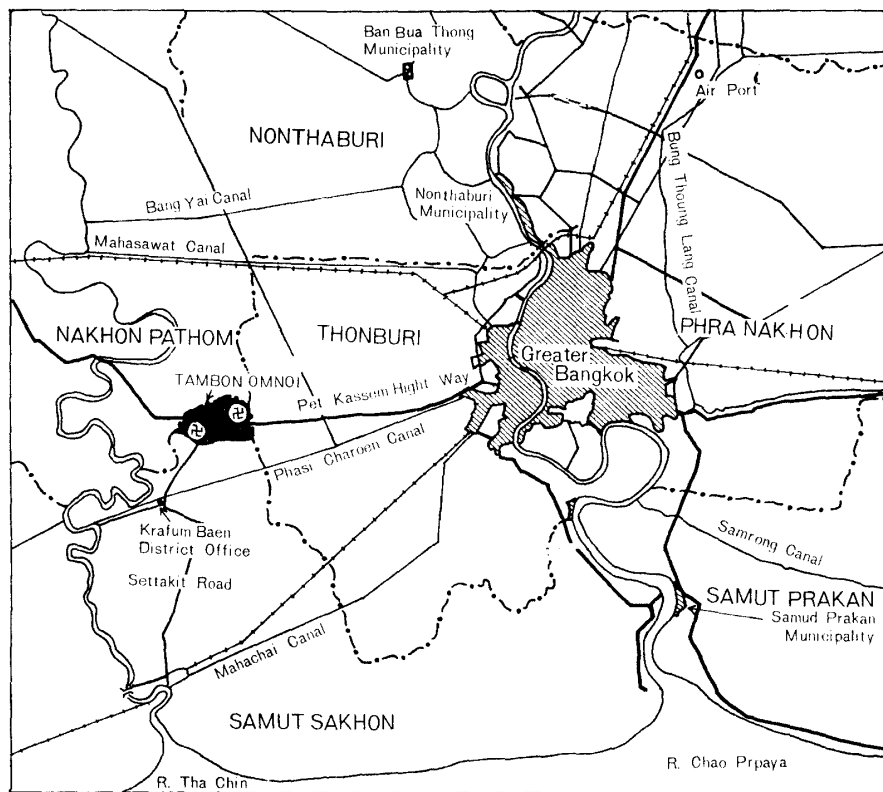 Ban Bua Thong
Municipality
Air Port
NONTHABURI
Bung Thoung Lang Canal
Bang Yai Canal
Nonthaburi
Municipality
Mahasawat Canal
NAKHON PATHOM
THONBURI
PHRA NAKHON
Greater
Bangkok
TAMBON OMNOI
Pet Kassem Hight Way
Phasi Charoen Canal
Krafum Baen
District Office
Settakit Road
Samrong Canal
SAMUT PRAKAN
Samud Prakan
Municipality
Mahachai Canal
SAMUT SAKHON
R. Tha Chin
R. Chao Prpaya